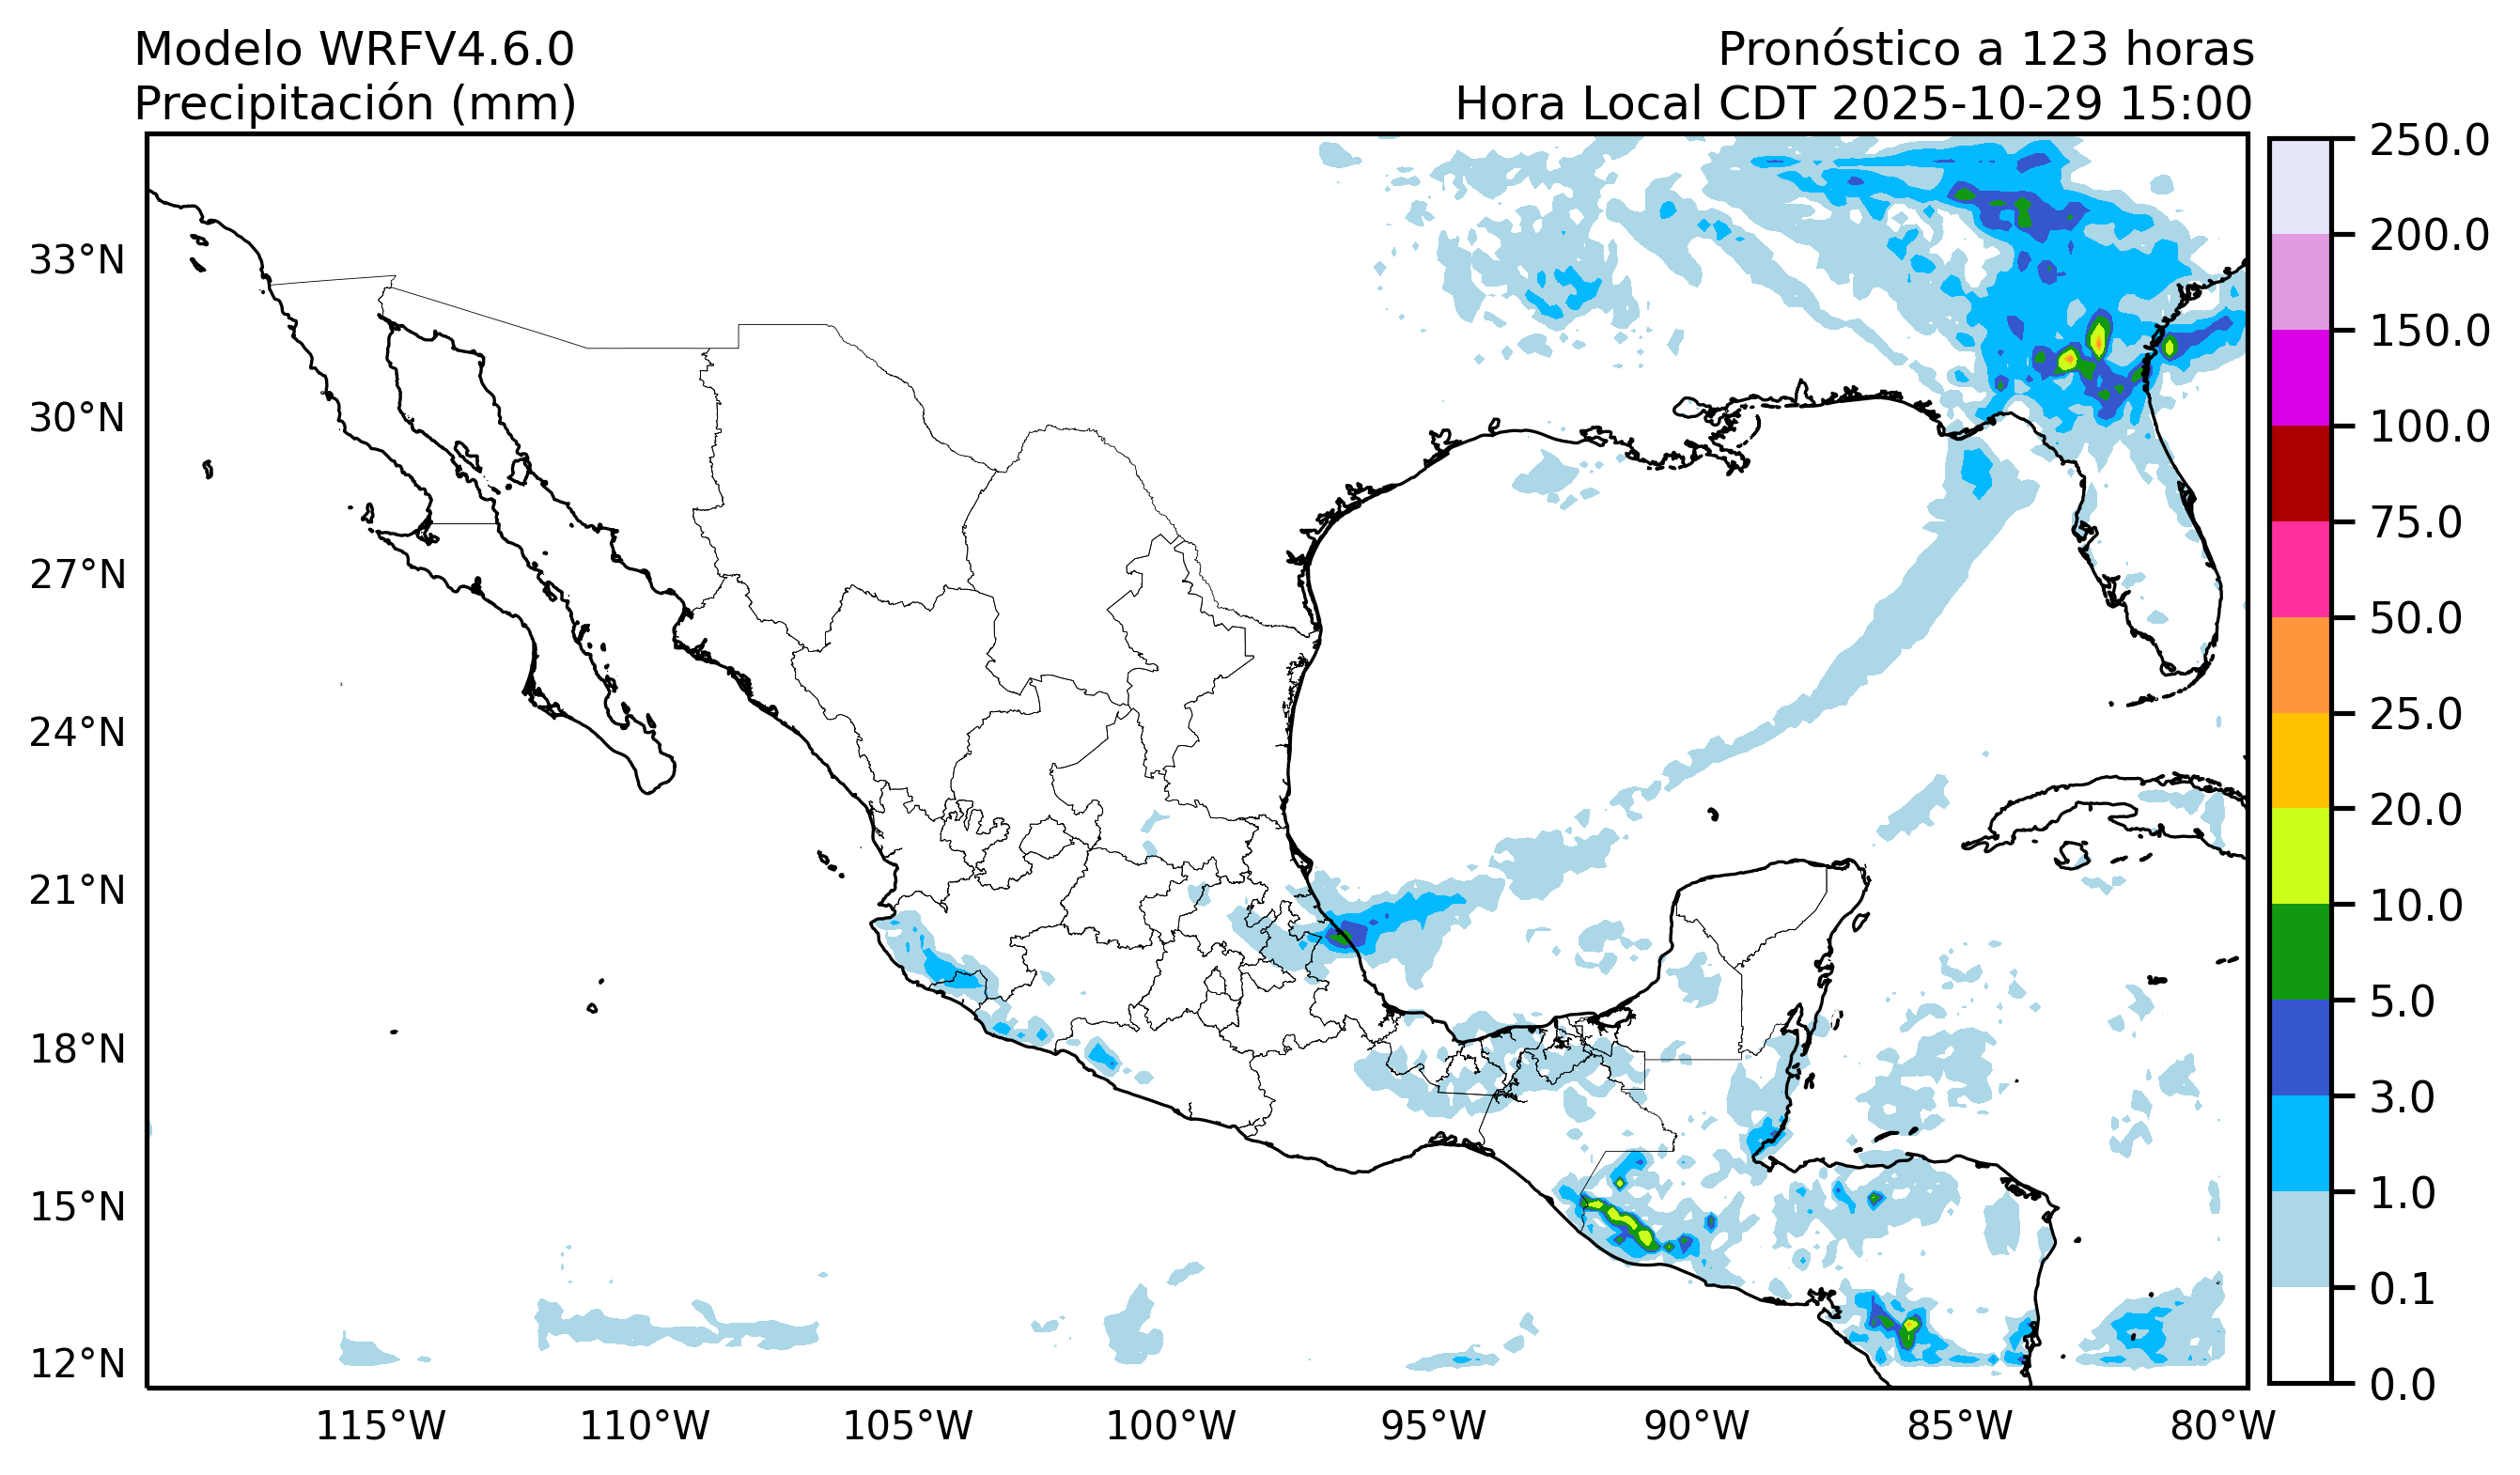 Modelo WRFV4.6.0
Precipitación (mm)
Pronóstico a 123 horas
Hora Local CDT 2025-10-29 15:00
33°N
30°N
27°N
24°N
21°N
18°N
15°N
12°N
115°W
110°W
105°W
100°W
95°W
90°W
85°W
80°W
250.0
200.0
150.0
100.0
75.0
50.0
25.0
20.0
10.0
5.0
3.0
1.0
0.1
0.0